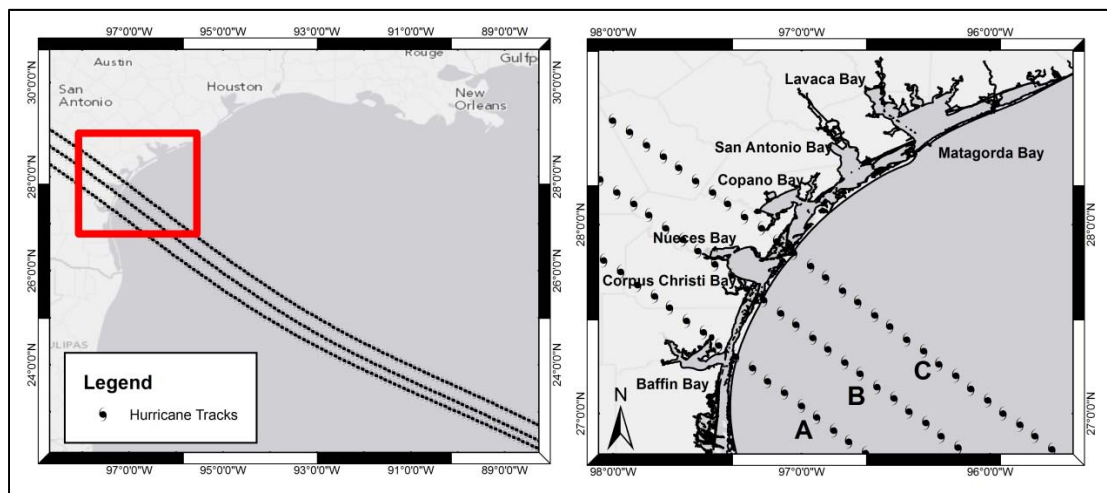 97°0'0"W 95°0'0"W 93°0'0"W 91°0'0"W 89°0'0"W
30°0'0"N
28°0'0"N
26°0'0"N
24°0'0"N
Austin
San
Antonio
Houston
Rouge
Gulfp
New
Orleans
ULIPAS
Legend
Hurricane Tracks
30°0'0"N
28°0'0"N
26°0'0"N
24°0'0"N
97°0'0"W 95°0'0"W 93°0'0"W 91°0'0"W 89°0'0"W
98°0'0"W 97°0'0"W 96°0'0"W
28°0'0"N
27°0'0"N
Lavaca Bay
San Antonio Bay
Matagorda Bay
Copano Bay
Nueces Bay
Corpus Christi Bay
Baffin Bay
C
B
A
N
28°0'0"N
27°0'0"N
98°0'0"W 97°0'0"W 96°0'0"W